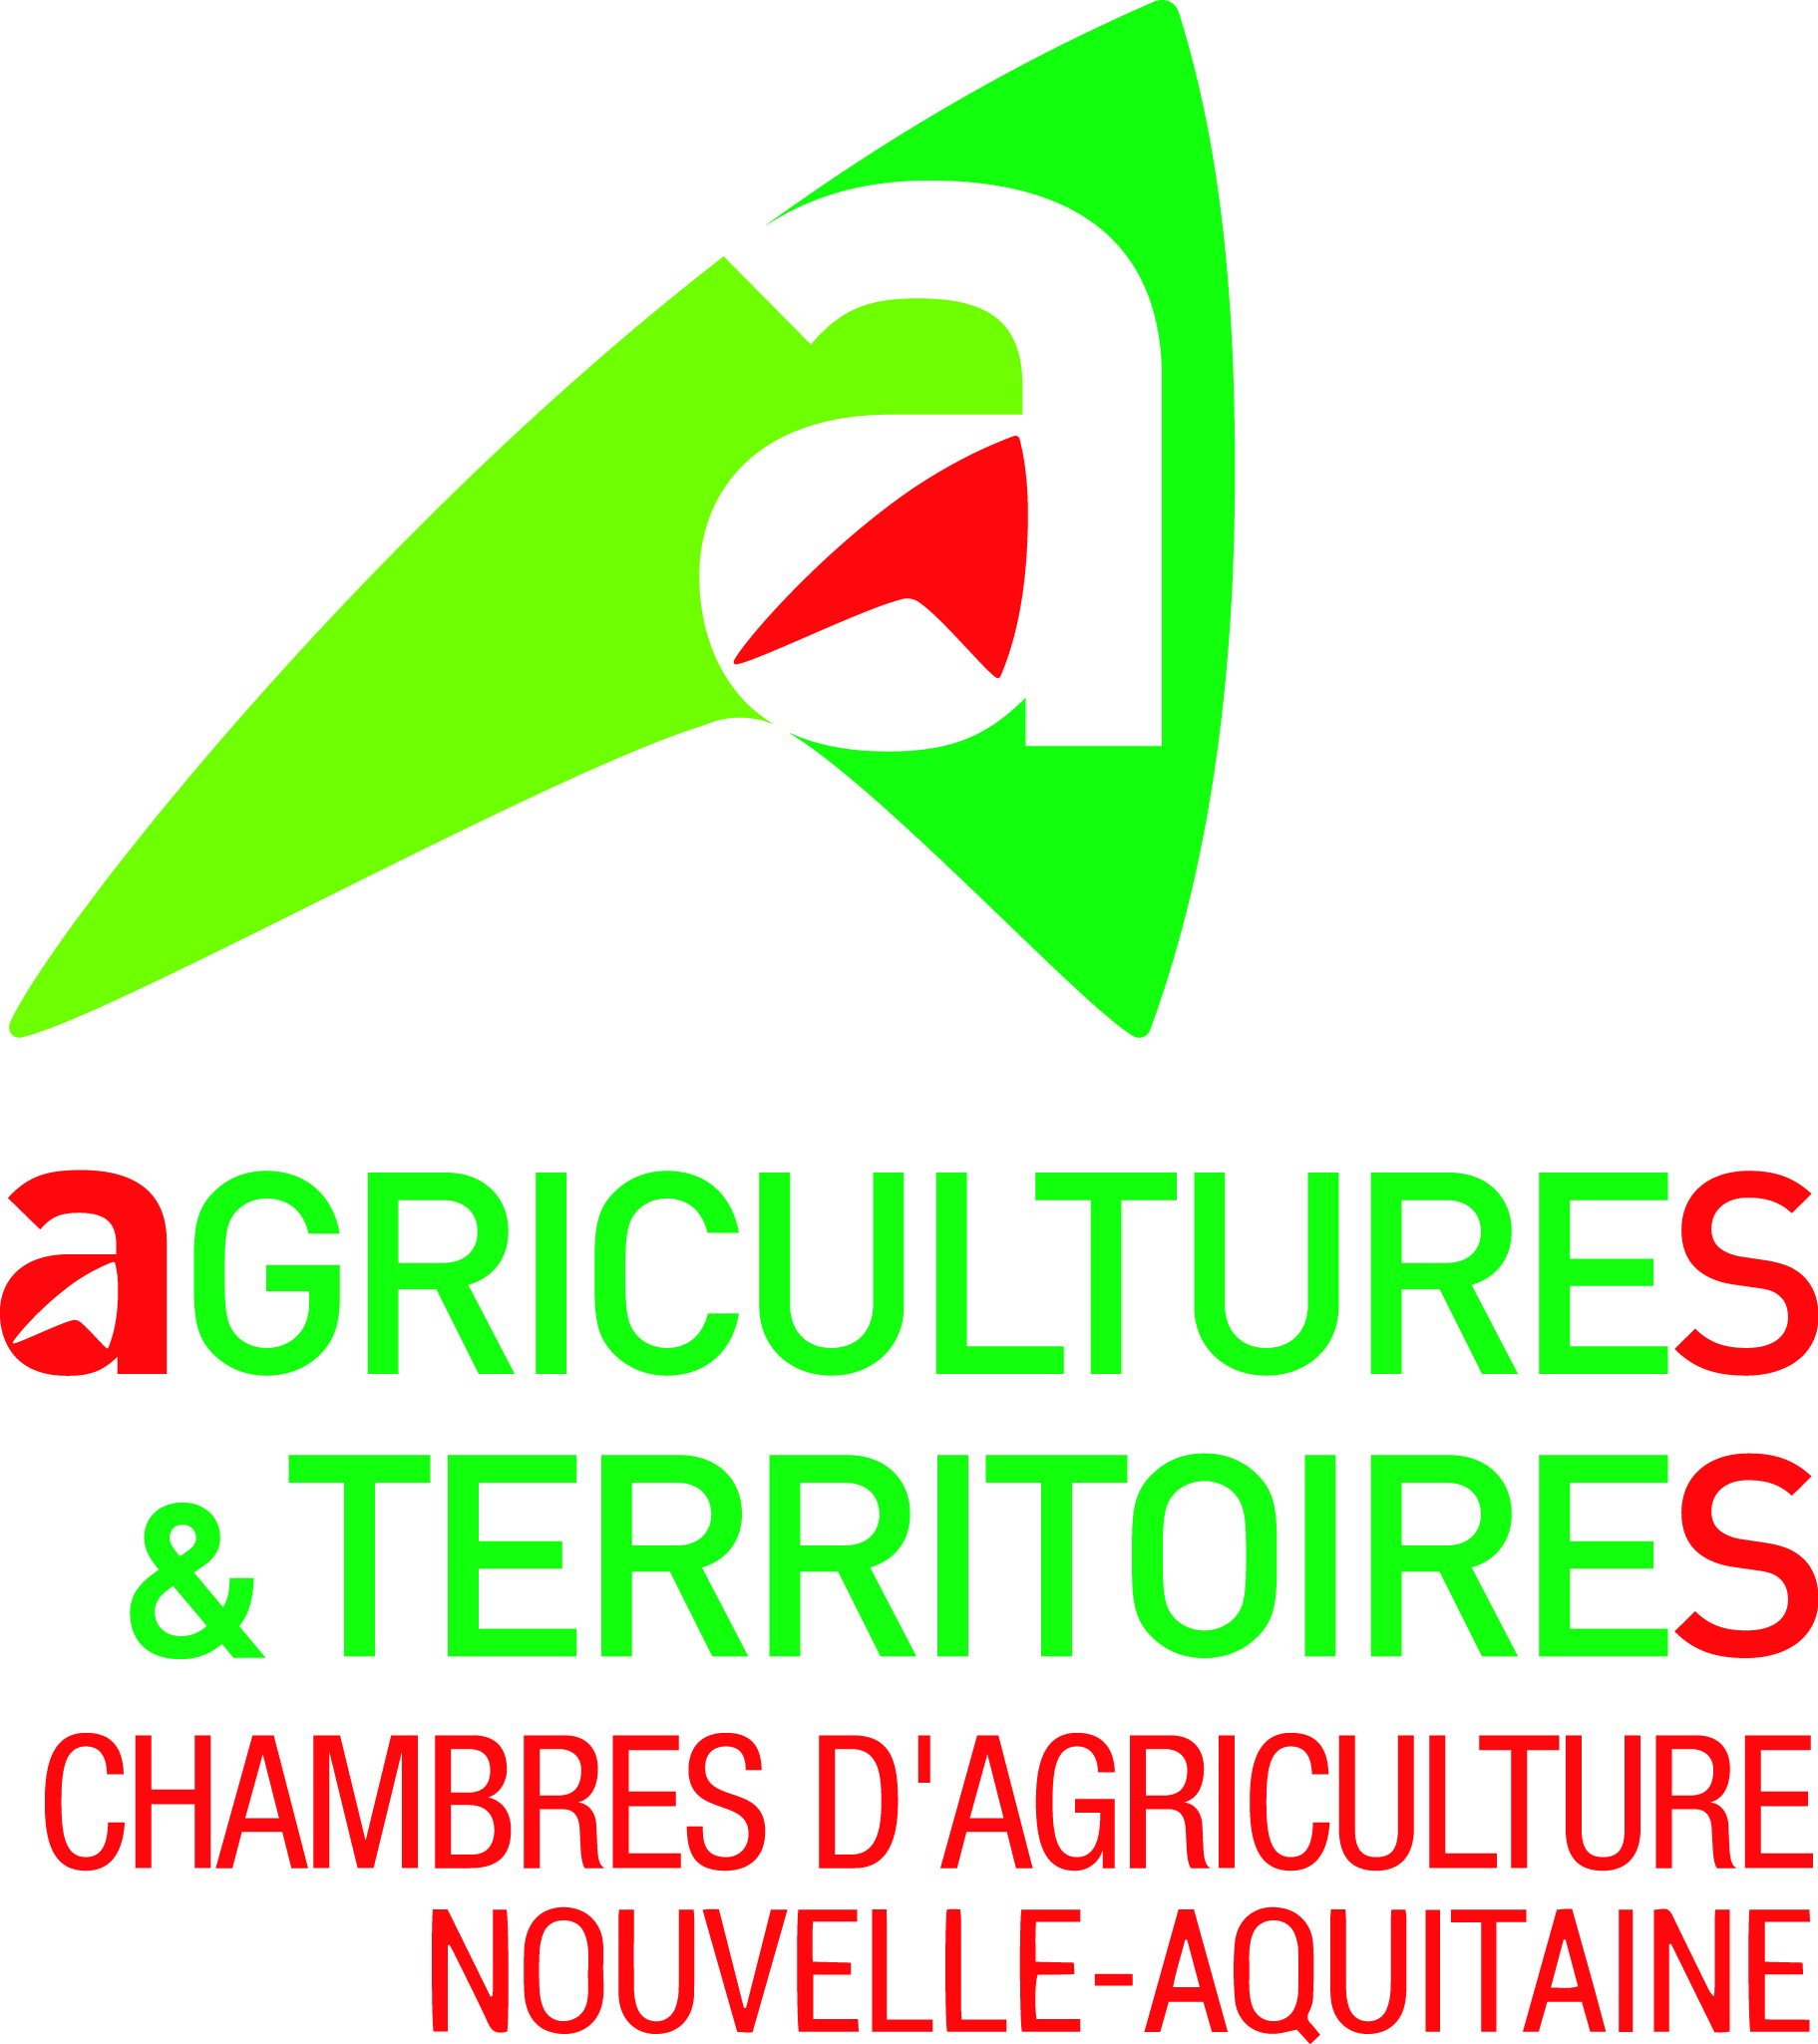 aGRICULTURES
& TERRITOIRES
CHAMBRES D'AGRICULTURE
NOUVELLE-AQUITAINE